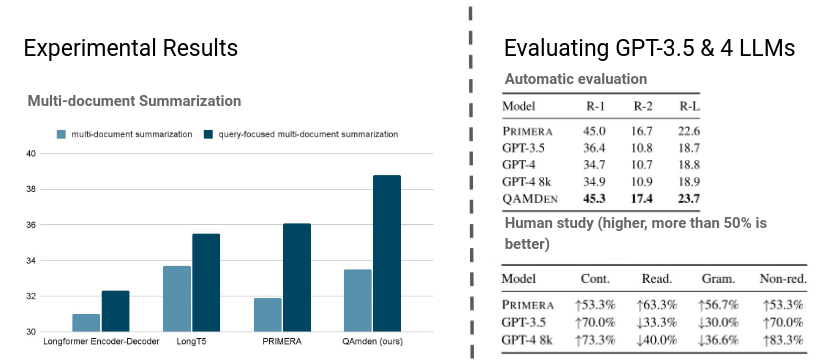 Experimental Results
Multi-document Summarization
multi-document summarization query-focused multi-document summarization
40
38
36
34
32
30
Longformer Encoder-Decoder LongT5 PRIMERA QAmden (ours)
Evaluating GPT-3.5 & 4 LLMs
Automatic evaluation
Model R-1 R-2 R-L
PRIMERA 45.0 16.7 22.6
GPT-3.5 36.4 10.8 18.7
GPT-4 34.7 10.7 18.8
GPT-4 8k 34.9 10.9 18.9
QAMDEN 45.3 17.4 23.7
Human study (higher, more than 50% is
better)
Model Cont. Read. Gram. Non-red.
PRIMERA ↑53.3% ↑63.3% ↑56.7% ↑53.3%
GPT-3.5 ↑70.0% ↓33.3% ↓30.0% ↑70.0%
GPT-4 8k ↑73.3% ↓40.0% ↓36.6% ↑83.3%